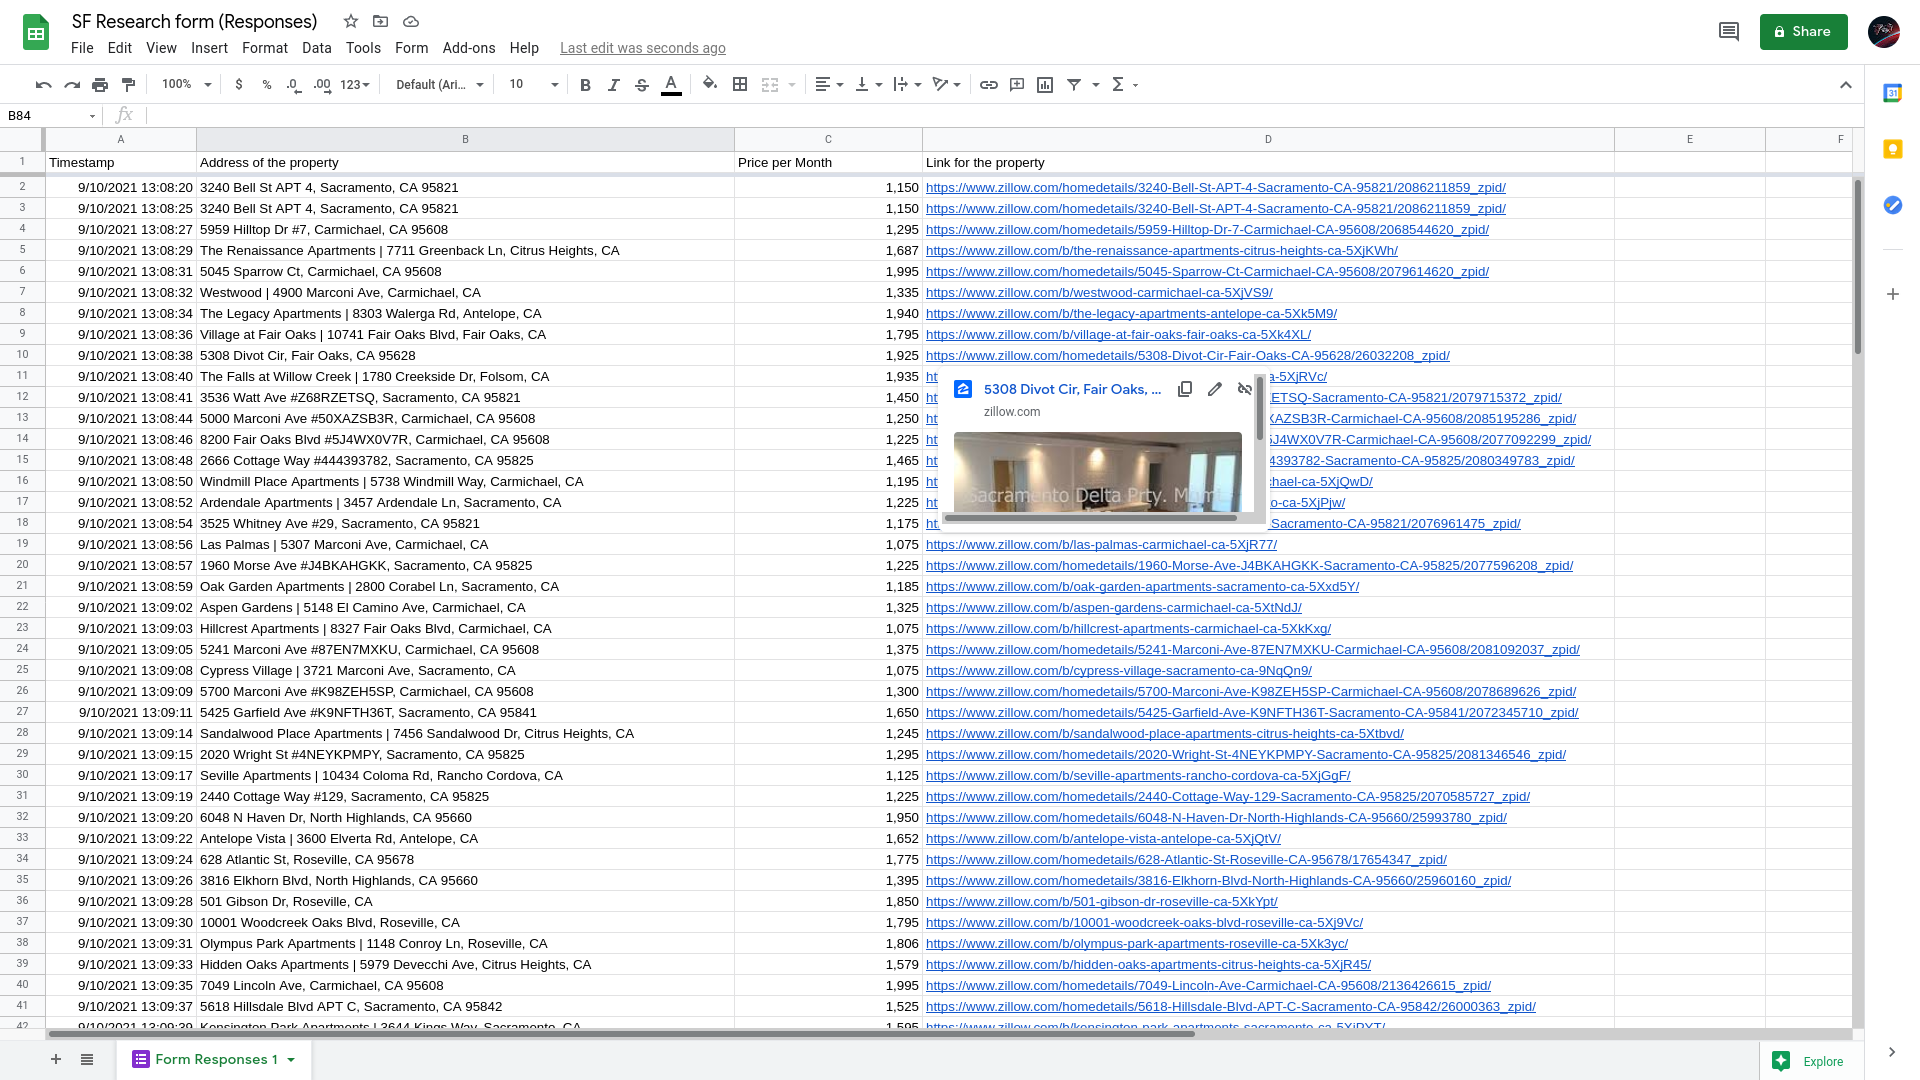 SF Research form (Responses)
File Edit View Insert Format Data Tools Form Add-ons Help Last edit was seconds ago
Share
100% $ % .0 .00 123 Default (Ari... 10 B I S A
B84 fx
A B C D E F
1 Timestamp Address of the property Price per Month Link for the property
2 9/10/2021 13:08:20 3240 Bell St APT 4, Sacramento, CA 95821 1,150 https://www.zillow.com/homedetails/3240-Bell-St-APT-4-Sacramento-CA-95821/2086211859_zpid/
3 9/10/2021 13:08:25 3240 Bell St APT 4, Sacramento, CA 95821 1,150 https://www.zillow.com/homedetails/3240-Bell-St-APT-4-Sacramento-CA-95821/2086211859_zpid/
4 9/10/2021 13:08:27 5959 Hilltop Dr #7, Carmichael, CA 95608 1,295 https://www.zillow.com/homedetails/5959-Hilltop-Dr-7-Carmichael-CA-95608/2068544620_zpid/
5 9/10/2021 13:08:29 The Renaissance Apartments | 7711 Greenback Ln, Citrus Heights, CA 1,687 https://www.zillow.com/b/the-renaissance-apartments-citrus-heights-ca-5XjKWh/
6 9/10/2021 13:08:31 5045 Sparrow Ct, Carmichael, CA 95608 1,995 https://www.zillow.com/homedetails/5045-Sparrow-Ct-Carmichael-CA-95608/2079614620_zpid/
7 9/10/2021 13:08:32 Westwood | 4900 Marconi Ave, Carmichael, CA 1,335 https://www.zillow.com/b/westwood-carmichael-ca-5XjVS9/
8 9/10/2021 13:08:34 The Legacy Apartments | 8303 Walerga Rd, Antelope, CA 1,940 https://www.zillow.com/b/the-legacy-apartments-antelope-ca-5Xk5M9/
9 9/10/2021 13:08:36 Village at Fair Oaks | 10741 Fair Oaks Blvd, Fair Oaks, CA 1,795 https://www.zillow.com/b/village-at-fair-oaks-fair-oaks-ca-5Xk4XL/
10 9/10/2021 13:08:38 5308 Divot Cir, Fair Oaks, CA 95628 1,925 https://www.zillow.com/homedetails/5308-Divot-Cir-Fair-Oaks-CA-95628/26032208_zpid/
11 9/10/2021 13:08:40 The Falls at Willow Creek | 1780 Creekside Dr, Folsom, CA 1,935 ht a-5XjRVc/
12 9/10/2021 13:08:41 3536 Watt Ave #Z68RZETSQ, Sacramento, CA 95821 1,450 ht ETSQ-Sacramento-CA-95821/2079715372_zpid/
13 9/10/2021 13:08:44 5000 Marconi Ave #50XAZSB3R, Carmichael, CA 95608 1,250 ht XAZSB3R-Carmichael-CA-95608/2085195286_zpid/
14 9/10/2021 13:08:46 8200 Fair Oaks Blvd #5J4WX0V7R, Carmichael, CA 95608 1,225 ht 5J4WX0V7R-Carmichael-CA-95608/2077092299_zpid/
15 9/10/2021 13:08:48 2666 Cottage Way #444393782, Sacramento, CA 95825 1,465 ht 4393782-Sacramento-CA-95825/2080349783_zpid/
16 9/10/2021 13:08:50 Windmill Place Apartments | 5738 Windmill Way, Carmichael, CA 1,195 ht hael-ca-5XjQwD/
17 9/10/2021 13:08:52 Ardendale Apartments | 3457 Ardendale Ln, Sacramento, CA 1,225 ht o-ca-5XjPjw/
18 9/10/2021 13:08:54 3525 Whitney Ave #29, Sacramento, CA 95821 1,175 ht Sacramento-CA-95821/2076961475_zpid/
5308 Divot Cir, Fair Oaks, ...
zillow.com
Sacramento Delta Prty. Mgmt
19 9/10/2021 13:08:56 Las Palmas | 5307 Marconi Ave, Carmichael, CA 1,075 https://www.zillow.com/b/las-palmas-carmichael-ca-5XjR77/
20 9/10/2021 13:08:57 1960 Morse Ave #J4BKAHGKK, Sacramento, CA 95825 1,225 https://www.zillow.com/homedetails/1960-Morse-Ave-J4BKAHGKK-Sacramento-CA-95825/2077596208_zpid/
21 9/10/2021 13:08:59 Oak Garden Apartments | 2800 Corabel Ln, Sacramento, CA 1,185 https://www.zillow.com/b/oak-garden-apartments-sacramento-ca-5Xxd5Y/
22 9/10/2021 13:09:02 Aspen Gardens | 5148 El Camino Ave, Carmichael, CA 1,325 https://www.zillow.com/b/aspen-gardens-carmichael-ca-5XtNdJ/
23 9/10/2021 13:09:03 Hillcrest Apartments | 8327 Fair Oaks Blvd, Carmichael, CA 1,075 https://www.zillow.com/b/hillcrest-apartments-carmichael-ca-5XkKxg/
24 9/10/2021 13:09:05 5241 Marconi Ave #87EN7MXKU, Carmichael, CA 95608 1,375 https://www.zillow.com/homedetails/5241-Marconi-Ave-87EN7MXKU-Carmichael-CA-95608/2081092037_zpid/
25 9/10/2021 13:09:08 Cypress Village | 3721 Marconi Ave, Sacramento, CA 1,075 https://www.zillow.com/b/cypress-village-sacramento-ca-9NqQn9/
26 9/10/2021 13:09:09 5700 Marconi Ave #K98ZEH5SP, Carmichael, CA 95608 1,300 https://www.zillow.com/homedetails/5700-Marconi-Ave-K98ZEH5SP-Carmichael-CA-95608/2078689626_zpid/
27 9/10/2021 13:09:11 5425 Garfield Ave #K9NFTH36T, Sacramento, CA 95841 1,650 https://www.zillow.com/homedetails/5425-Garfield-Ave-K9NFTH36T-Sacramento-CA-95841/2072345710_zpid/
28 9/10/2021 13:09:14 Sandalwood Place Apartments | 7456 Sandalwood Dr, Citrus Heights, CA 1,245 https://www.zillow.com/b/sandalwood-place-apartments-citrus-heights-ca-5Xtbvd/
29 9/10/2021 13:09:15 2020 Wright St #4NEYKPMPY, Sacramento, CA 95825 1,295 https://www.zillow.com/homedetails/2020-Wright-St-4NEYKPMPY-Sacramento-CA-95825/2081346546_zpid/
30 9/10/2021 13:09:17 Seville Apartments | 10434 Coloma Rd, Rancho Cordova, CA 1,125 https://www.zillow.com/b/seville-apartments-rancho-cordova-ca-5XjGgF/
31 9/10/2021 13:09:19 2440 Cottage Way #129, Sacramento, CA 95825 1,225 https://www.zillow.com/homedetails/2440-Cottage-Way-129-Sacramento-CA-95825/2070585727_zpid/
32 9/10/2021 13:09:20 6048 N Haven Dr, North Highlands, CA 95660 1,950 https://www.zillow.com/homedetails/6048-N-Haven-Dr-North-Highlands-CA-95660/25993780_zpid/
33 9/10/2021 13:09:22 Antelope Vista | 3600 Elverta Rd, Antelope, CA 1,652 https://www.zillow.com/b/antelope-vista-antelope-ca-5XjQtV/
34 9/10/2021 13:09:24 628 Atlantic St, Roseville, CA 95678 1,775 https://www.zillow.com/homedetails/628-Atlantic-St-Roseville-CA-95678/17654347_zpid/
35 9/10/2021 13:09:26 3816 Elkhorn Blvd, North Highlands, CA 95660 1,395 https://www.zillow.com/homedetails/3816-Elkhorn-Blvd-North-Highlands-CA-95660/25960160_zpid/
36 9/10/2021 13:09:28 501 Gibson Dr, Roseville, CA 1,850 https://www.zillow.com/b/501-gibson-dr-roseville-ca-5XkYpt/
37 9/10/2021 13:09:30 10001 Woodcreek Oaks Blvd, Roseville, CA 1,795 https://www.zillow.com/b/10001-woodcreek-oaks-blvd-roseville-ca-5Xj9Vc/
38 9/10/2021 13:09:31 Olympus Park Apartments | 1148 Conroy Ln, Roseville, CA 1,806 https://www.zillow.com/b/olympus-park-apartments-roseville-ca-5Xk3yc/
39 9/10/2021 13:09:33 Hidden Oaks Apartments | 5979 Devecchi Ave, Citrus Heights, CA 1,579 https://www.zillow.com/b/hidden-oaks-apartments-citrus-heights-ca-5XjR45/
40 9/10/2021 13:09:35 7049 Lincoln Ave, Carmichael, CA 95608 1,995 https://www.zillow.com/homedetails/7049-Lincoln-Ave-Carmichael-CA-95608/2136426615_zpid/
41 9/10/2021 13:09:37 5618 Hillsdale Blvd APT C, Sacramento, CA 95842 1,525 https://www.zillow.com/homedetails/5618-Hillsdale-Blvd-APT-C-Sacramento-CA-95842/26000363_zpid/
42 9/10/2021 13:09:39 Kensington Park Apartments | 3644 Kings Way, Sacramento, CA 1,595 https://www.zillow.com/b/kensington-park-apartments-sacramento-ca-5XjPYT/
Form Responses 1
Explore